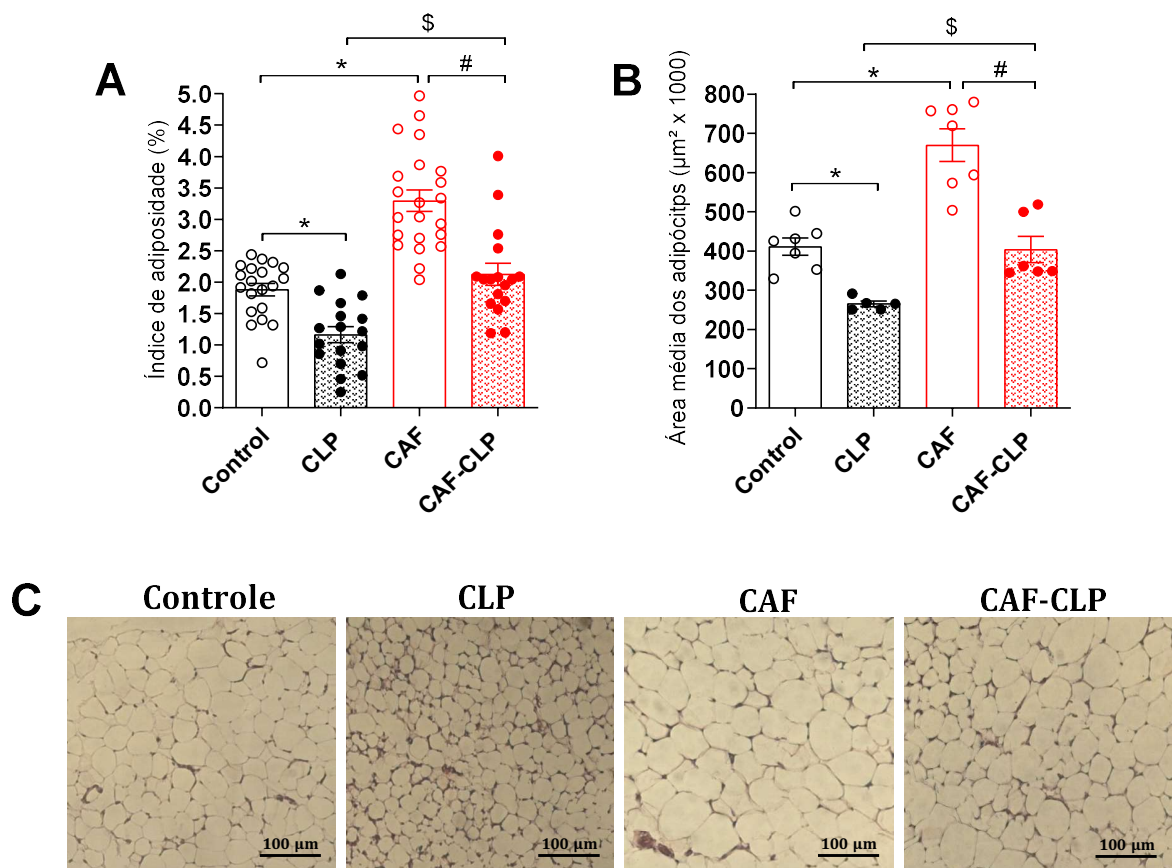 A
$
*
#
*
Índice de adiposidade (%)
5.0
4.5
4.0
3.5
3.0
2.5
2.0
1.5
1.0
0.5
0.0
Control
CLP
CAF
CAF-CLP
B
$
*
#
*
Área média dos adipócitps (µm² x 1000)
800
700
600
500
400
300
200
100
0
Control
CLP
CAF
CAF-CLP
C
Controle
CLP
CAF
CAF-CLP
100 µm
100 µm
100 µm
100 µm